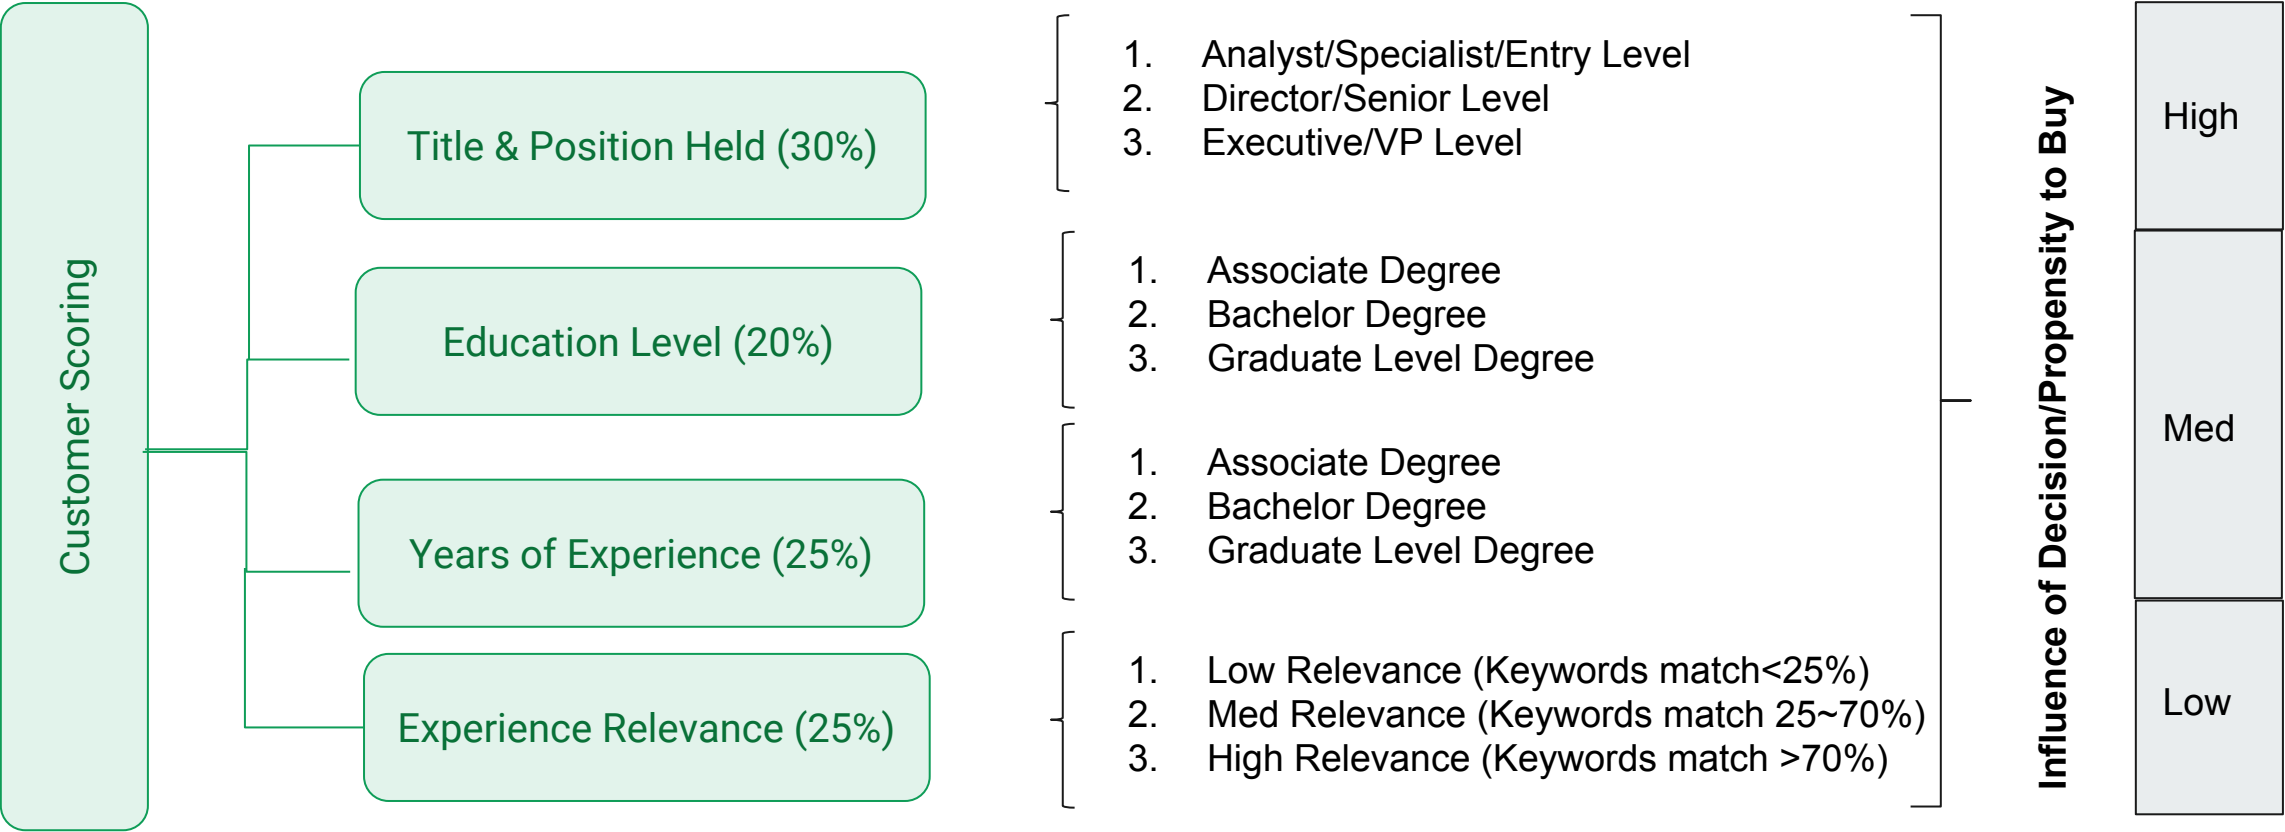 Customer Scoring
Title & Position Held (30%)
1. Analyst/Specialist/Entry Level
2. Director/Senior Level
3. Executive/VP Level
Education Level (20%)
1. Associate Degree
2. Bachelor Degree
3. Graduate Level Degree
Years of Experience (25%)
1. Associate Degree
2. Bachelor Degree
3. Graduate Level Degree
Experience Relevance (25%)
1. Low Relevance (Keywords match<25%)
2. Med Relevance (Keywords match 25~70%)
3. High Relevance (Keywords match >70%)
Influence of Decision/Propensity to Buy
High
Med
Low